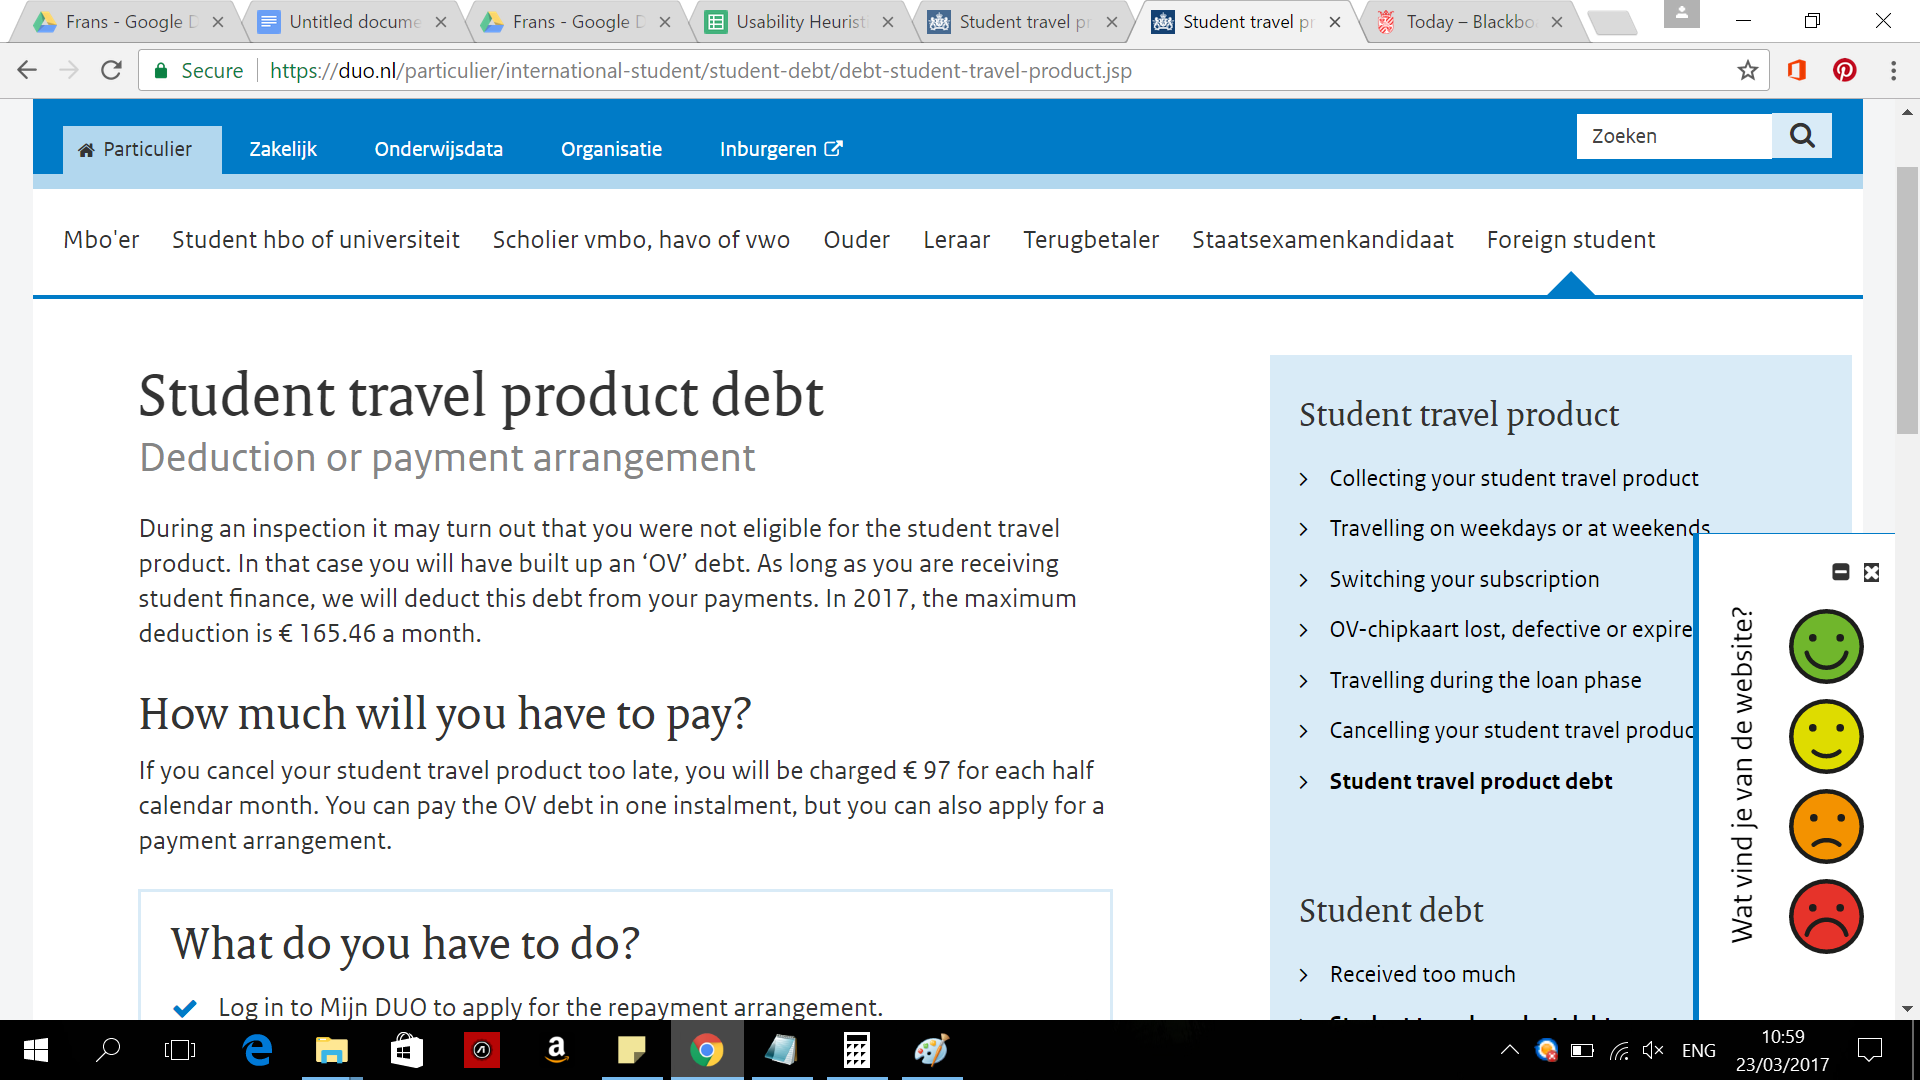 Frans - Google D
Untitled docume
Frans - Google D
Usability Heurist
Student travel pr
Student travel pr
Today – Blackbo
Secure
https://duo.nl/particulier/international-student/student-debt/debt-student-travel-product.jsp
Particulier
Zakelijk
Onderwijsdata
Organisatie
Inburgeren
Zoeken
Mbo'er
Student hbo of universiteit
Scholier vmbo, havo of vwo
Ouder
Leraar
Terugbetaler
Staatsexamenkandidaat
Foreign student
Student travel product debt
Deduction or payment arrangement
During an inspection it may turn out that you were not eligible for the student travel
product. In that case you will have built up an ‘OV’ debt. As long as you are receiving
student finance, we will deduct this debt from your payments. In 2017, the maximum
deduction is € 165.46 a month.
How much will you have to pay?
If you cancel your student travel product too late, you will be charged € 97 for each half
calendar month. You can pay the OV debt in one instalment, but you can also apply for a
payment arrangement.
What do you have to do?
Log in to Mijn DUO to apply for the repayment arrangement.
Student travel product
Collecting your student travel product
Travelling on weekdays or at weekends
Switching your subscription
OV-chipkaart lost, defective or expire
Travelling during the loan phase
Cancelling your student travel produc
Student travel product debt
Student debt
Received too much
Wat vind je van de website?
ENG
10:59
23/03/2017